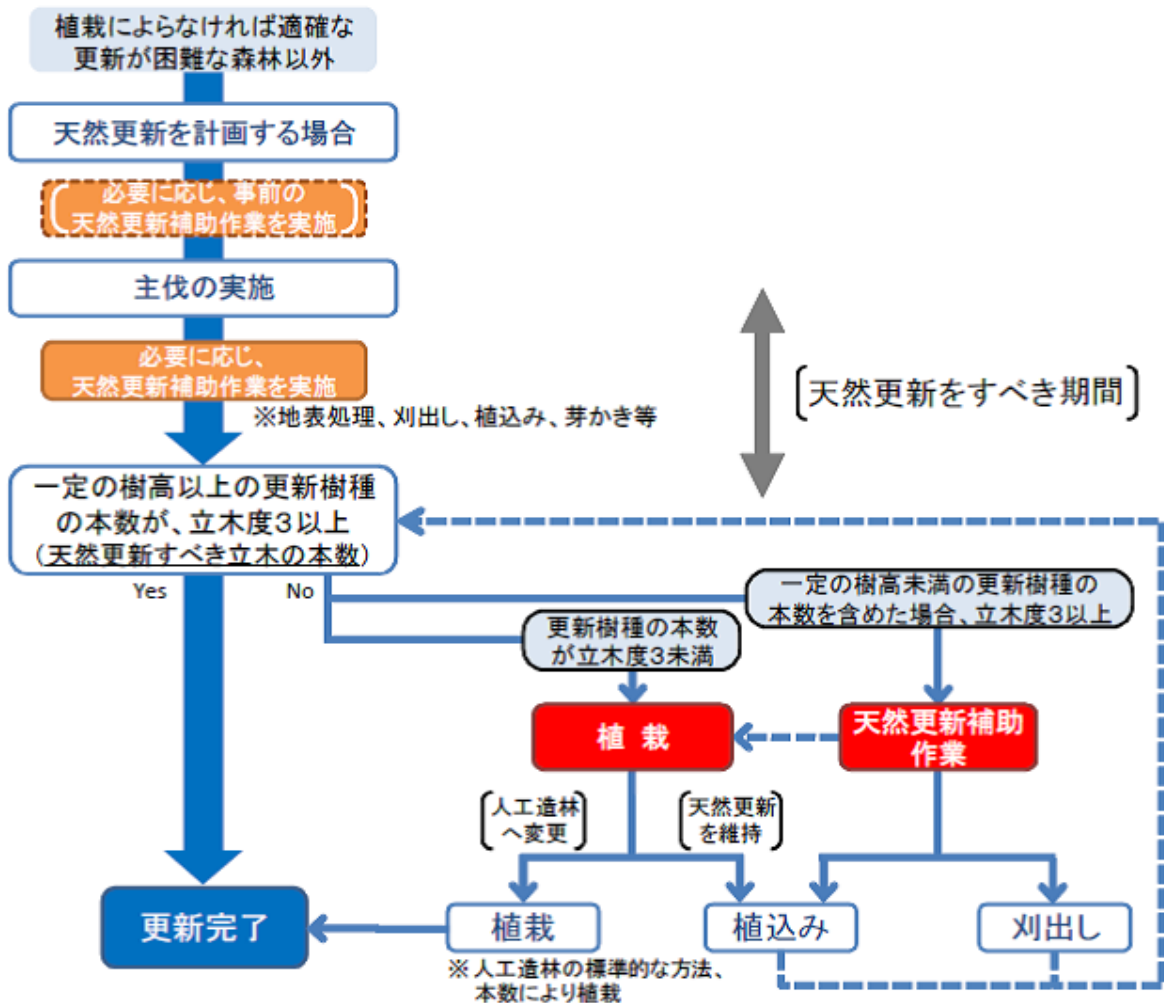 植栽によらなければ適確な
更新が困難な森林以外
天然更新を計画する場合
必要に応じ、事前の
天然更新補助作業を実施
主伐の実施
必要に応じ、
天然更新補助作業を実施
※地表処理、刈出し、植込み、芽かき等
天然更新をすべき期間
一定の樹高以上の更新樹種
の本数が、立木度3以上
(天然更新すべき立木の本数)
Yes
No
一定の樹高未満の更新樹種の
本数を含めた場合、立木度3以上
更新樹種の本数
が立木度3未満
植 栽
天然更新補助
作業
人工造林
へ変更
天然更新
を維持
更新完了
植栽
植込み
刈出し
※人工造林の標準的な方法、
本数により植栽